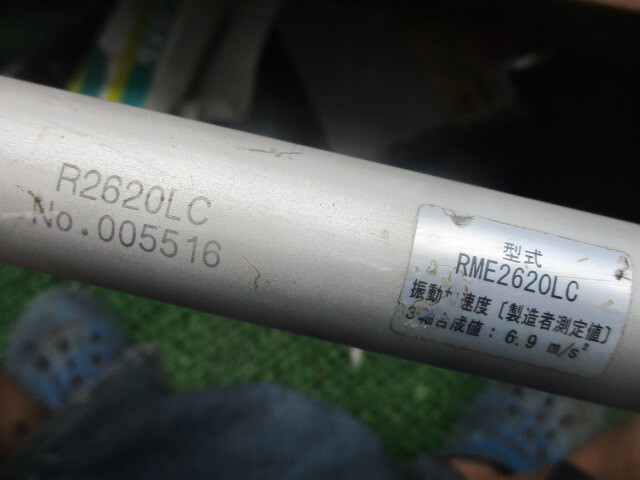 R2620LC
No.005516
型式
RME2620LC
振動 速度 [製造者測定値]
3 合成値：6.9 m/s²